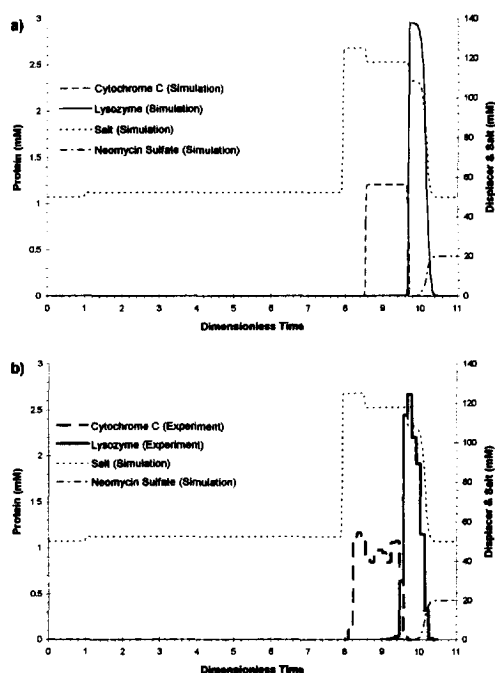 a)
3
2.5
2
1.5
1
0.5
0
Protein (mM)
Cytochrome C (Simulation)
Lysozyme (Simulation)
Salt (Simulation)
Neomycin Sulfate (Simulation)
140
120
100
80
60
40
20
0
Displacer & Salt (mM)
0 1 2 3 4 5 6 7 8 9 10 11
Dimensionless Time
b)
3
2.5
2
1.5
1
0.5
0
Protein (mM)
Cytochrome C (Experiment)
Lysozyme (Experiment)
Salt (Simulation)
Neomycin Sulfate (Simulation)
140
120
100
80
60
40
20
0
Displacer & Salt (mM)
0 1 2 3 4 5 6 7 8 9 10 11
Dimensionless Time